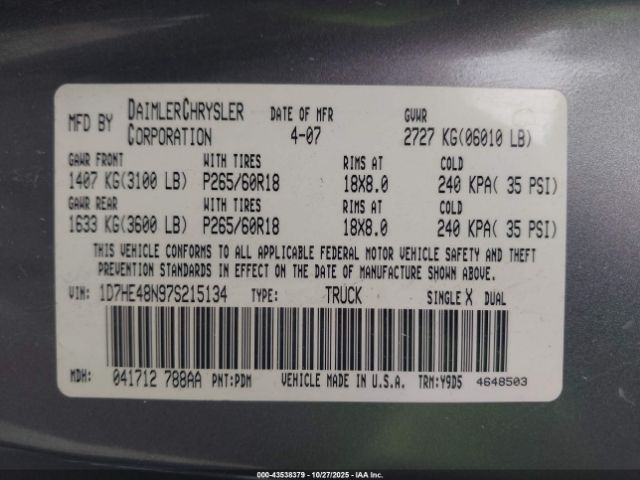 MFD BY DAIMLERCHRYSLER CORPORATION DATE OF MFR 4-07 GVWR 2727 KG(06010 LB)
GAWR FRONT WITH TIRES RIMS AT COLD
1407 KG(3100 LB) P265/60R18 18X8.0 240 KPA( 35 PSI)
GAWR REAR WITH TIRES RIMS AT COLD
1633 KG(3600 LB) P265/60R18 18X8.0 240 KPA( 35 PSI)
THIS VEHICLE CONFORMS TO ALL APPLICABLE FEDERAL MOTOR VEHICLE SAFETY AND THEFT
PREVENTION STANDARDS IN EFFECT ON THE DATE OF MANUFACTURE SHOWN ABOVE.
VIN: 1D7HE48N97S215134 TYPE: TRUCK SINGLE X DUAL
MDH: 041712 788AA PNT:PDM VEHICLE MADE IN U.S.A. TRM:Y9D5 4648503
000-43538379 - 10/27/2025 - IAA Inc.